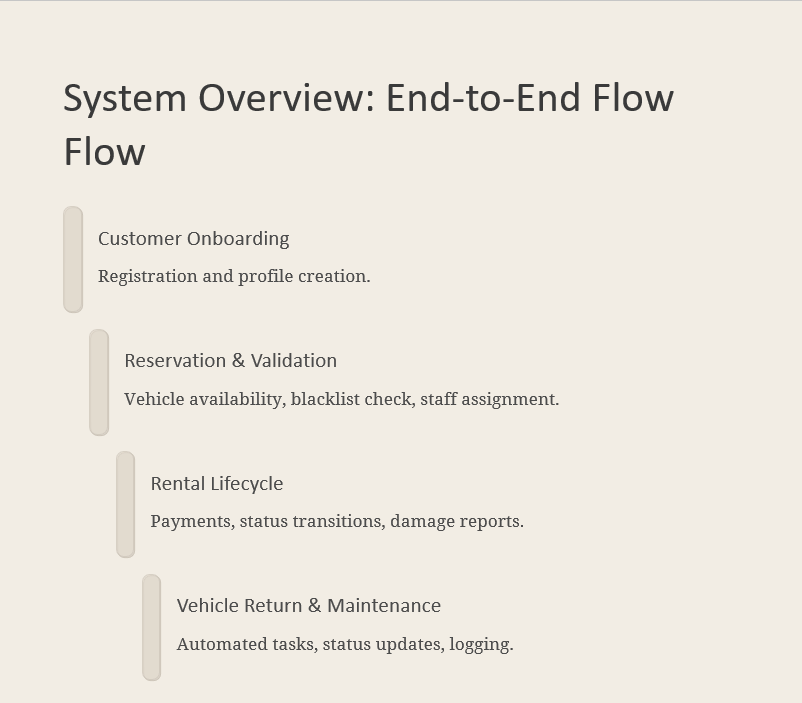 System Overview: End-to-End Flow
Flow
Customer Onboarding
Registration and profile creation.
Reservation & Validation
Vehicle availability, blacklist check, staff assignment.
Rental Lifecycle
Payments, status transitions, damage reports.
Vehicle Return & Maintenance
Automated tasks, status updates, logging.